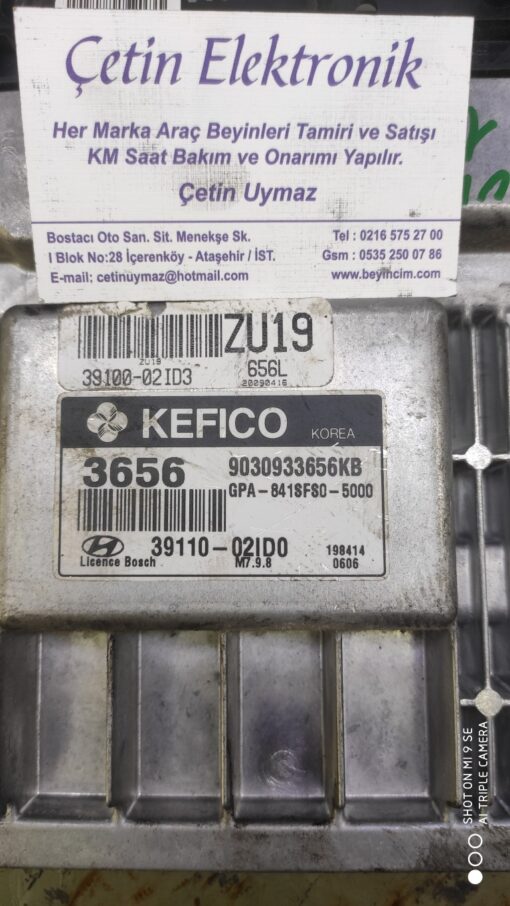 Çetin Elektronik
Her Marka Araç Beyinleri Tamiri ve Satışı
KM Saat Bakım ve Onarımı Yapılır.
Çetin Uymaz
Bostacı Oto San. Sit. Menekşe Sk.
I Blok No:28 İçerenköy - Ataşehir / İST.
E-mail: cetinuymaz@hotmail.com
Tel : 0216 575 27 00
Gsm : 0535 250 07 86
www.beyincim.com
ZU19
ZU19
39100-02ID3
656L
20090416
KEFICO KOREA
3656
9030933656KB
GPA-841SFS0-5000
39110-02ID0
198414
Licence Bosch
M7.9.8
0606
SHOT ON MI 9 SE
AI TRIPLE CAMERA